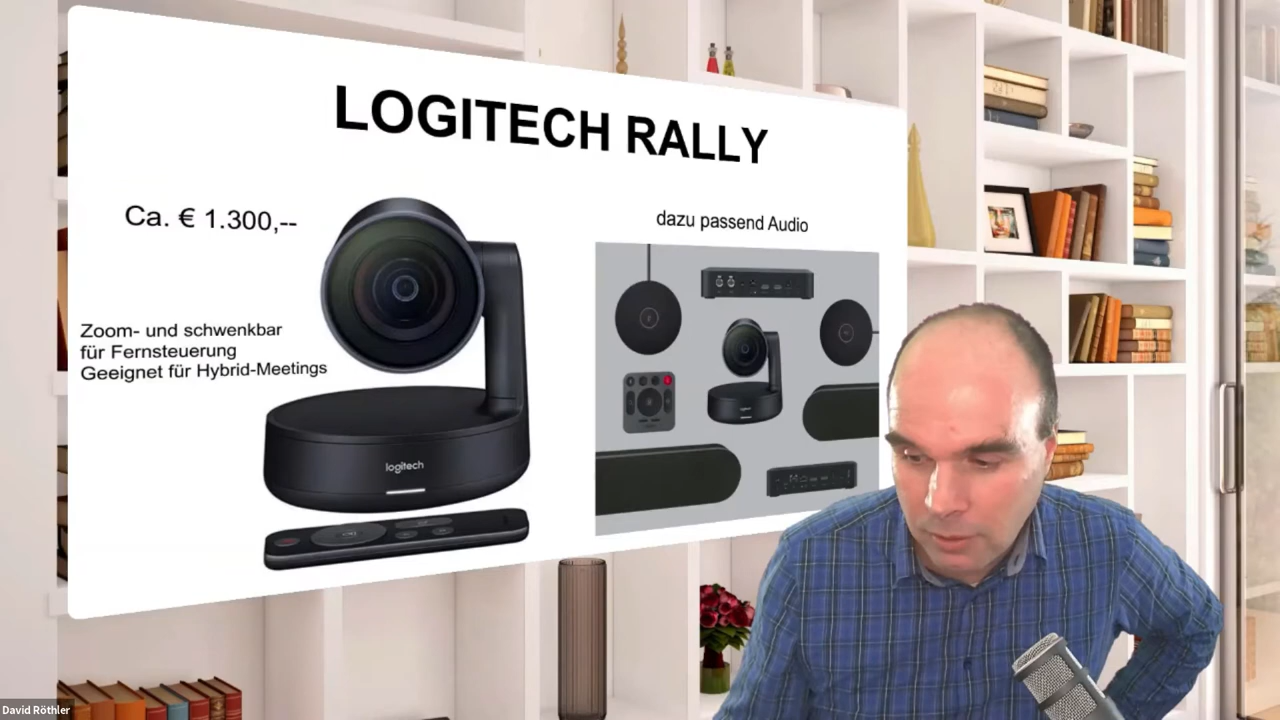 LOGITECH RALLY
Ca. € 1.300,--
dazu passend Audio
Zoom- und schwenkbar
für Fernsteuerung
Geeignet für Hybrid-Meetings
logitech
David Röthler